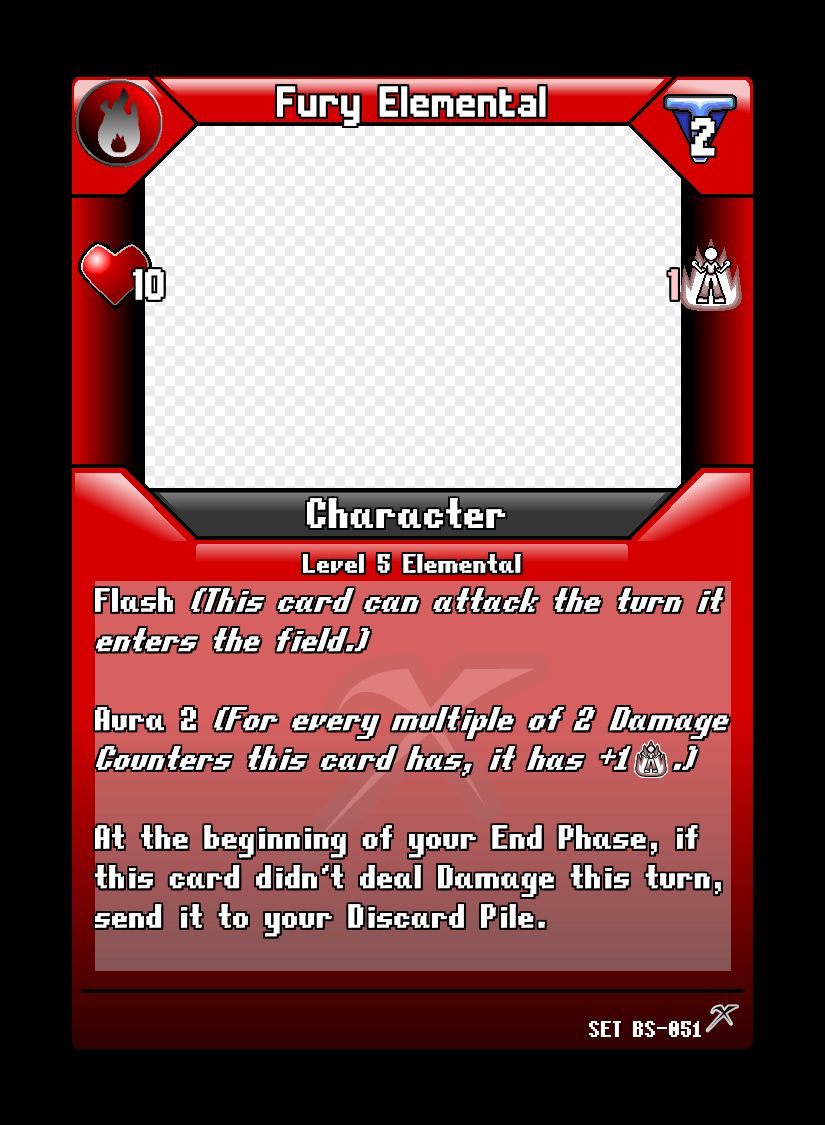 Fury Elemental
2
10
1
Character
Level 5 Elemental
Flash (This card can attack the turn it
enters the field.)
Aura 2 (For every multiple of 2 Damage
Counters this card has, it has +1 .)
At the beginning of your End Phase, if
this card didn't deal Damage this turn,
send it to your Discard Pile.
SET BS-051